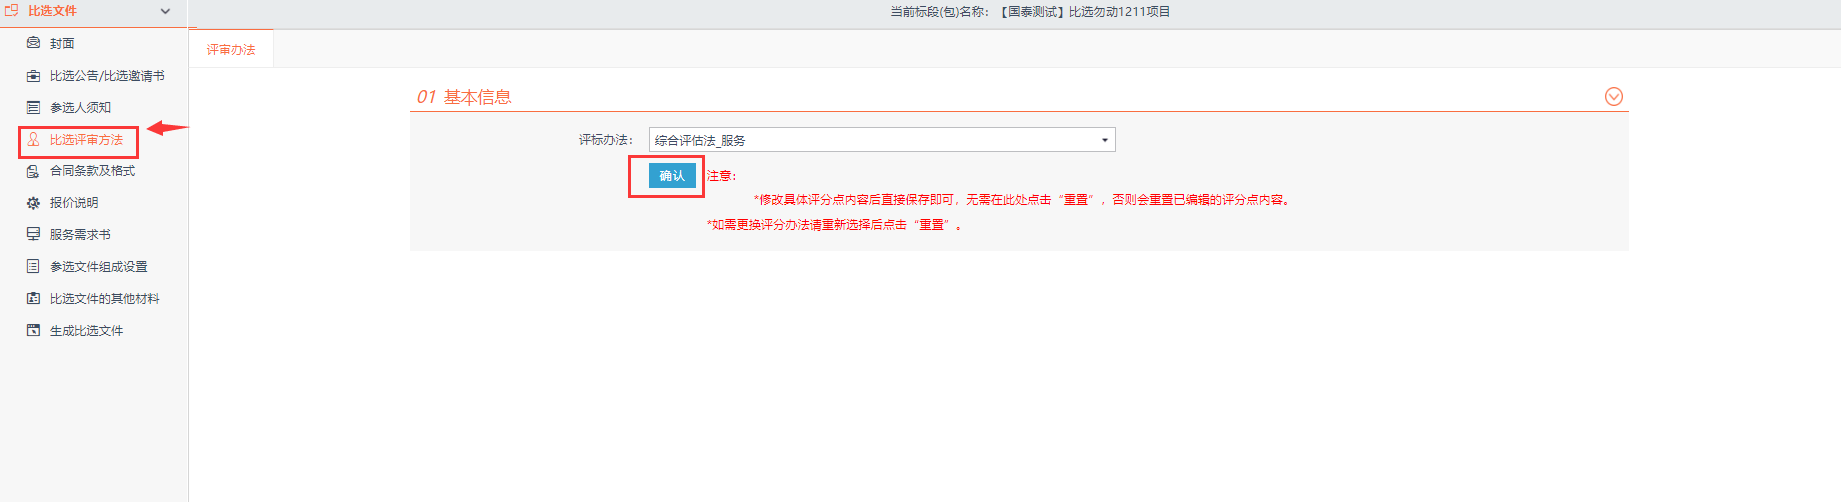 比选文件
当前标段(包)名称：【国泰测试】比选勿动1211项目
封面
比选公告/比选邀请书
参选人须知
比选评审方法
合同条款及格式
报价说明
服务需求书
参选文件组成设置
比选文件的其他材料
生成比选文件
评审办法
01 基本信息
评标办法： 综合评估法_服务
确认 注意：
*修改具体评分点内容后直接保存即可，无需在此处点击“重置”，否则会重置已编辑的评分点内容。
*如需更换评分办法请重新选择后点击“重置”。